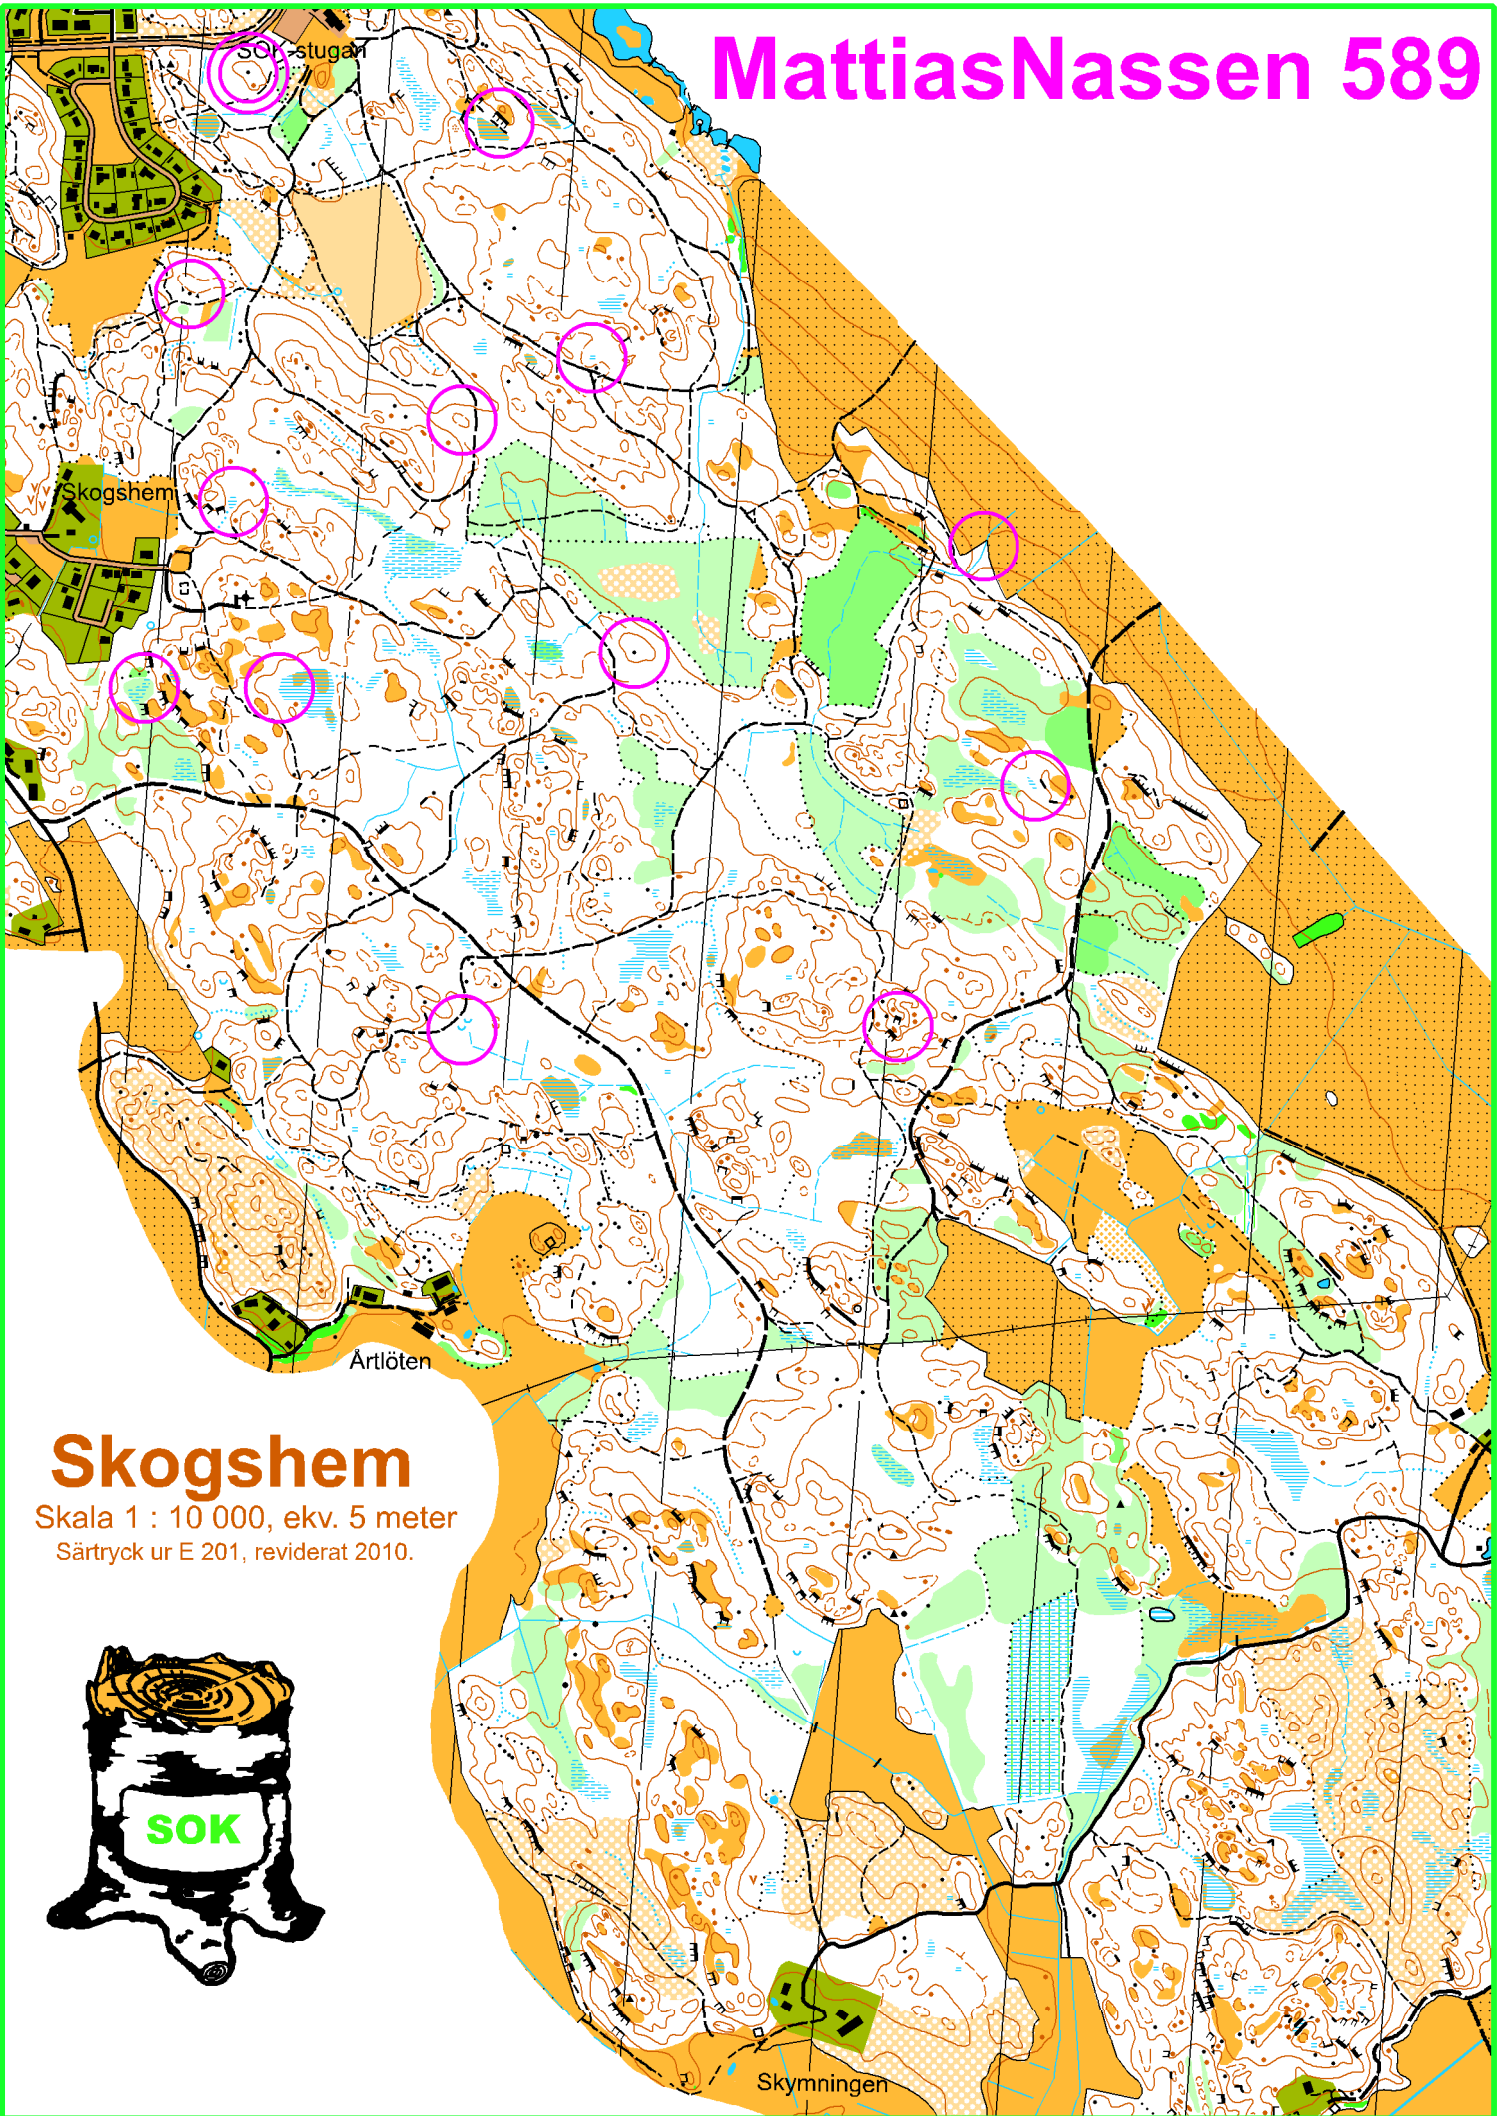 MattiasNassen 589
SOK-stugan
Skogshem
Årtlöten
Skogshem
Skala 1 : 10 000, ekv. 5 meter
Särtryck ur E 201, reviderat 2010.
SOK
Skymningen